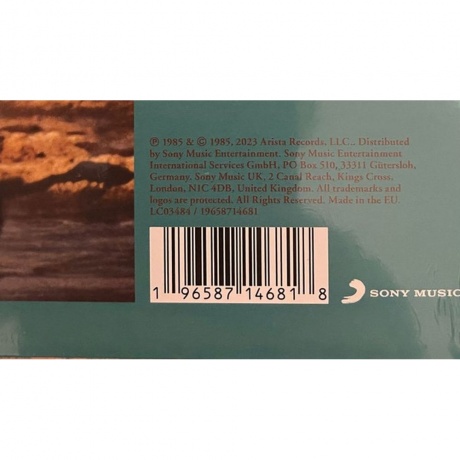 ℗ 1985 & © 1985, 2023 Arista Records, LLC.. Distributed
by Sony Music Entertainment. Sony Music Entertainment
International Services GmbH, PO Box 510, 33311 Gütersloh,
Germany. Sony Music UK, 2 Canal Reach, Kings Cross,
London, N1C 4DB, United Kingdom. All trademarks and
logos are protected. All Rights Reserved. Made in the EU.
LC03484 / 19658714681
1 96587 14681 8
SONY MUSIC